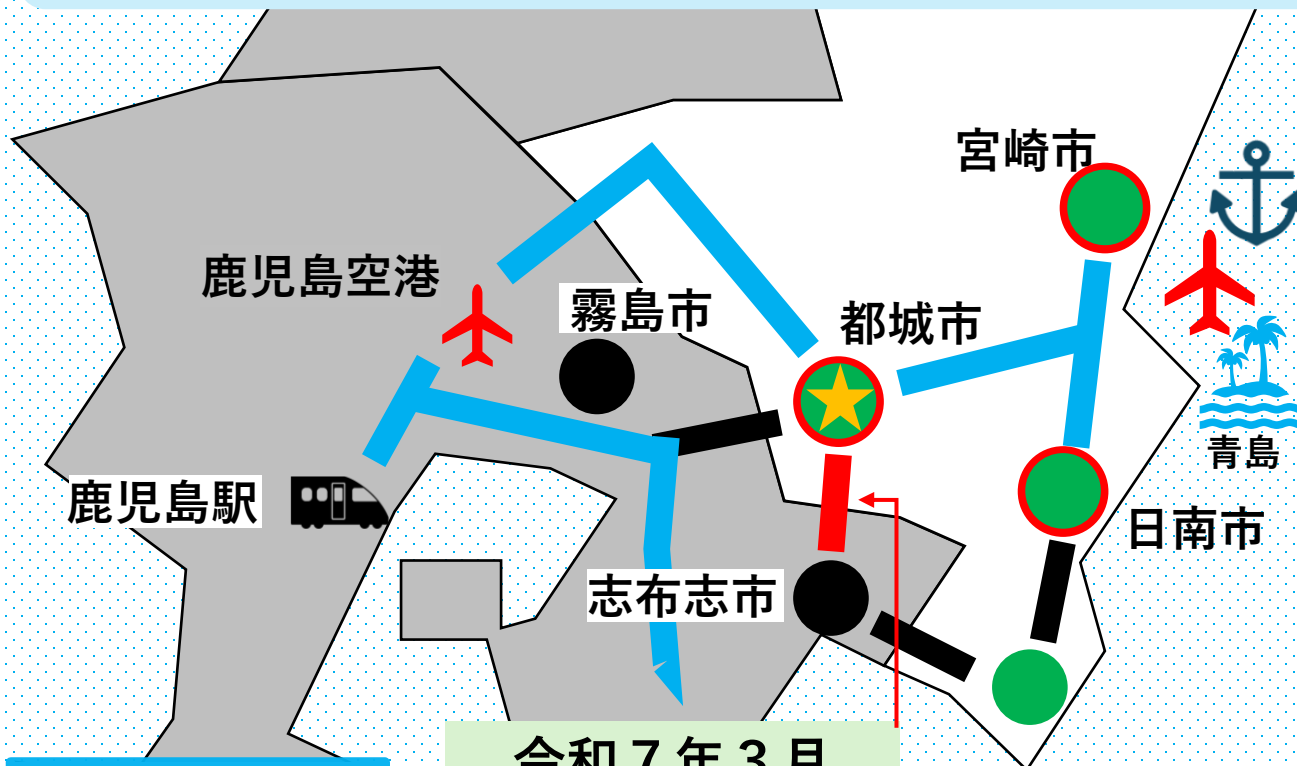 宮崎市
鹿児島空港
霧島市
都城市
青島
鹿児島駅
日南市
志布志市
令和７年３月